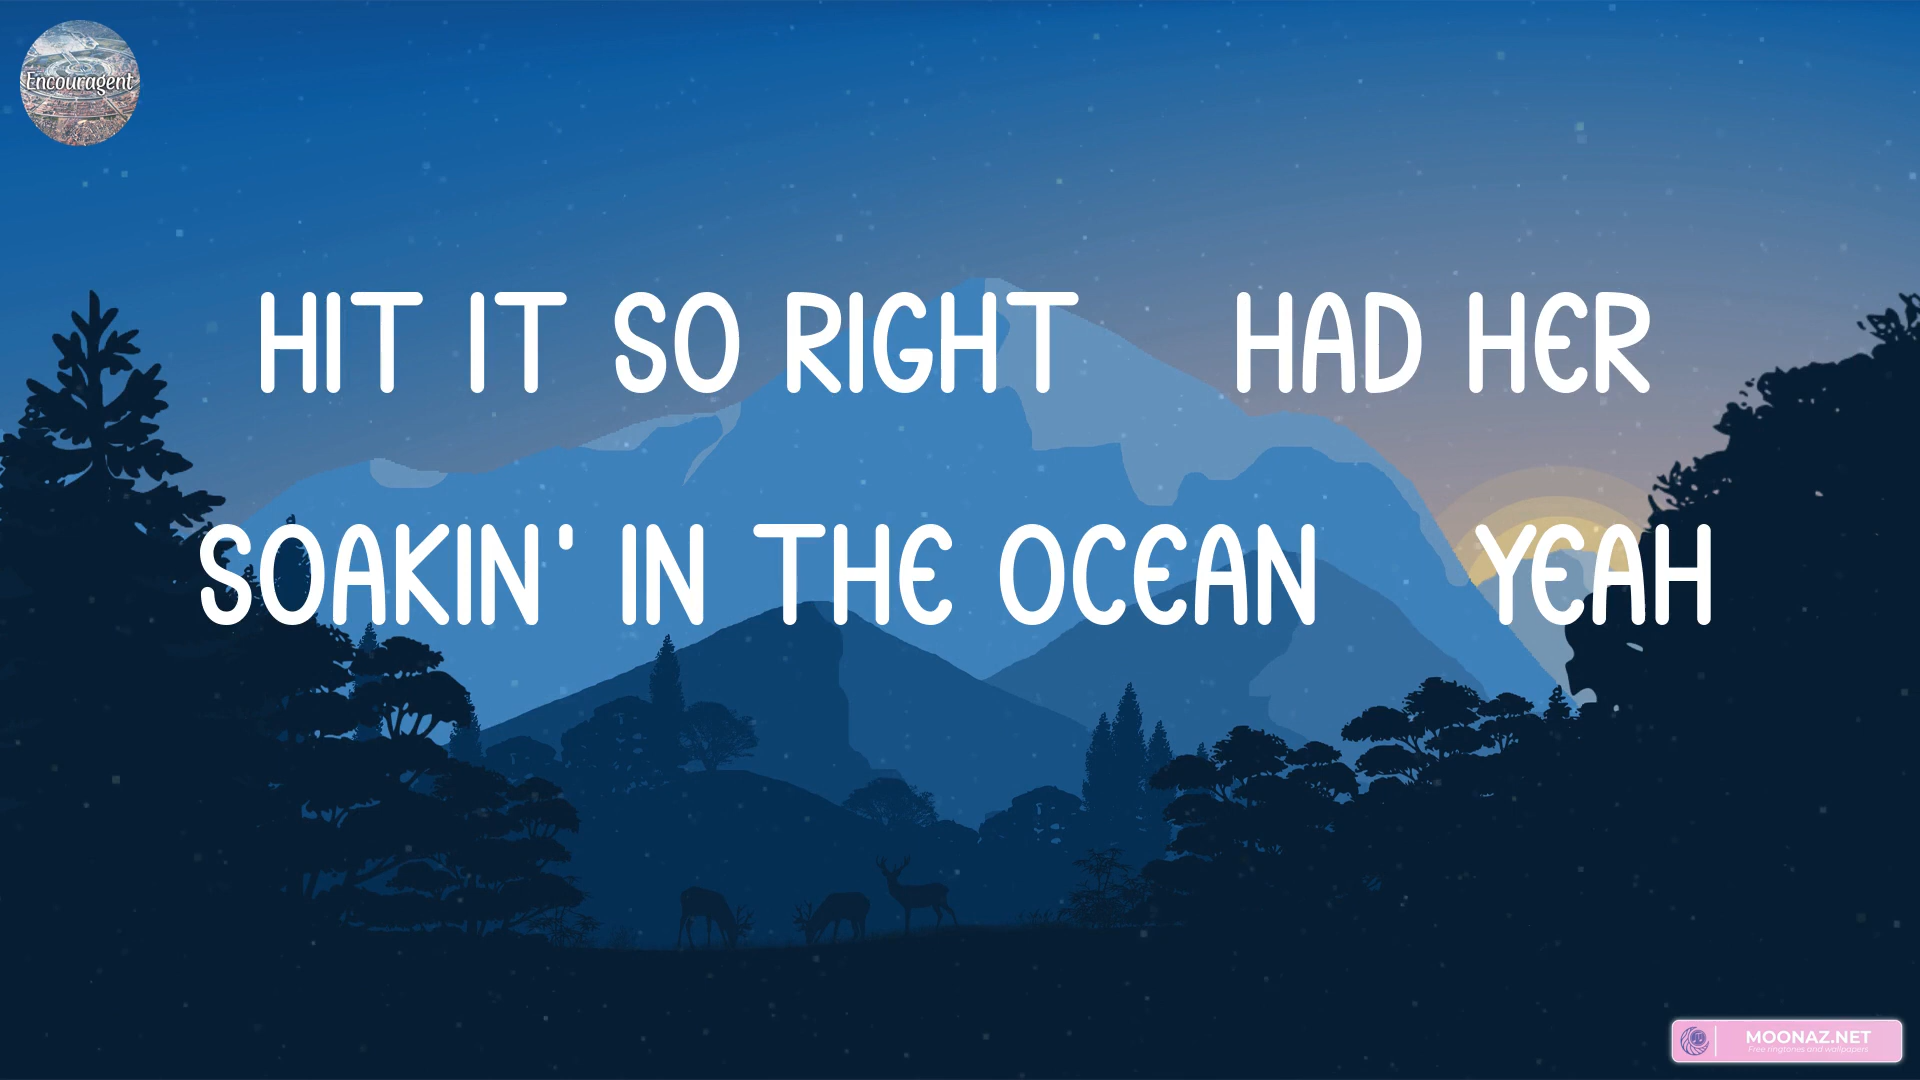 Encouragent
HIT IT SO RIGHT HAD HER
SOAKIN' IN THE OCEAN YEAH
MOONAZ.NET
Free ringtones and wallpapers